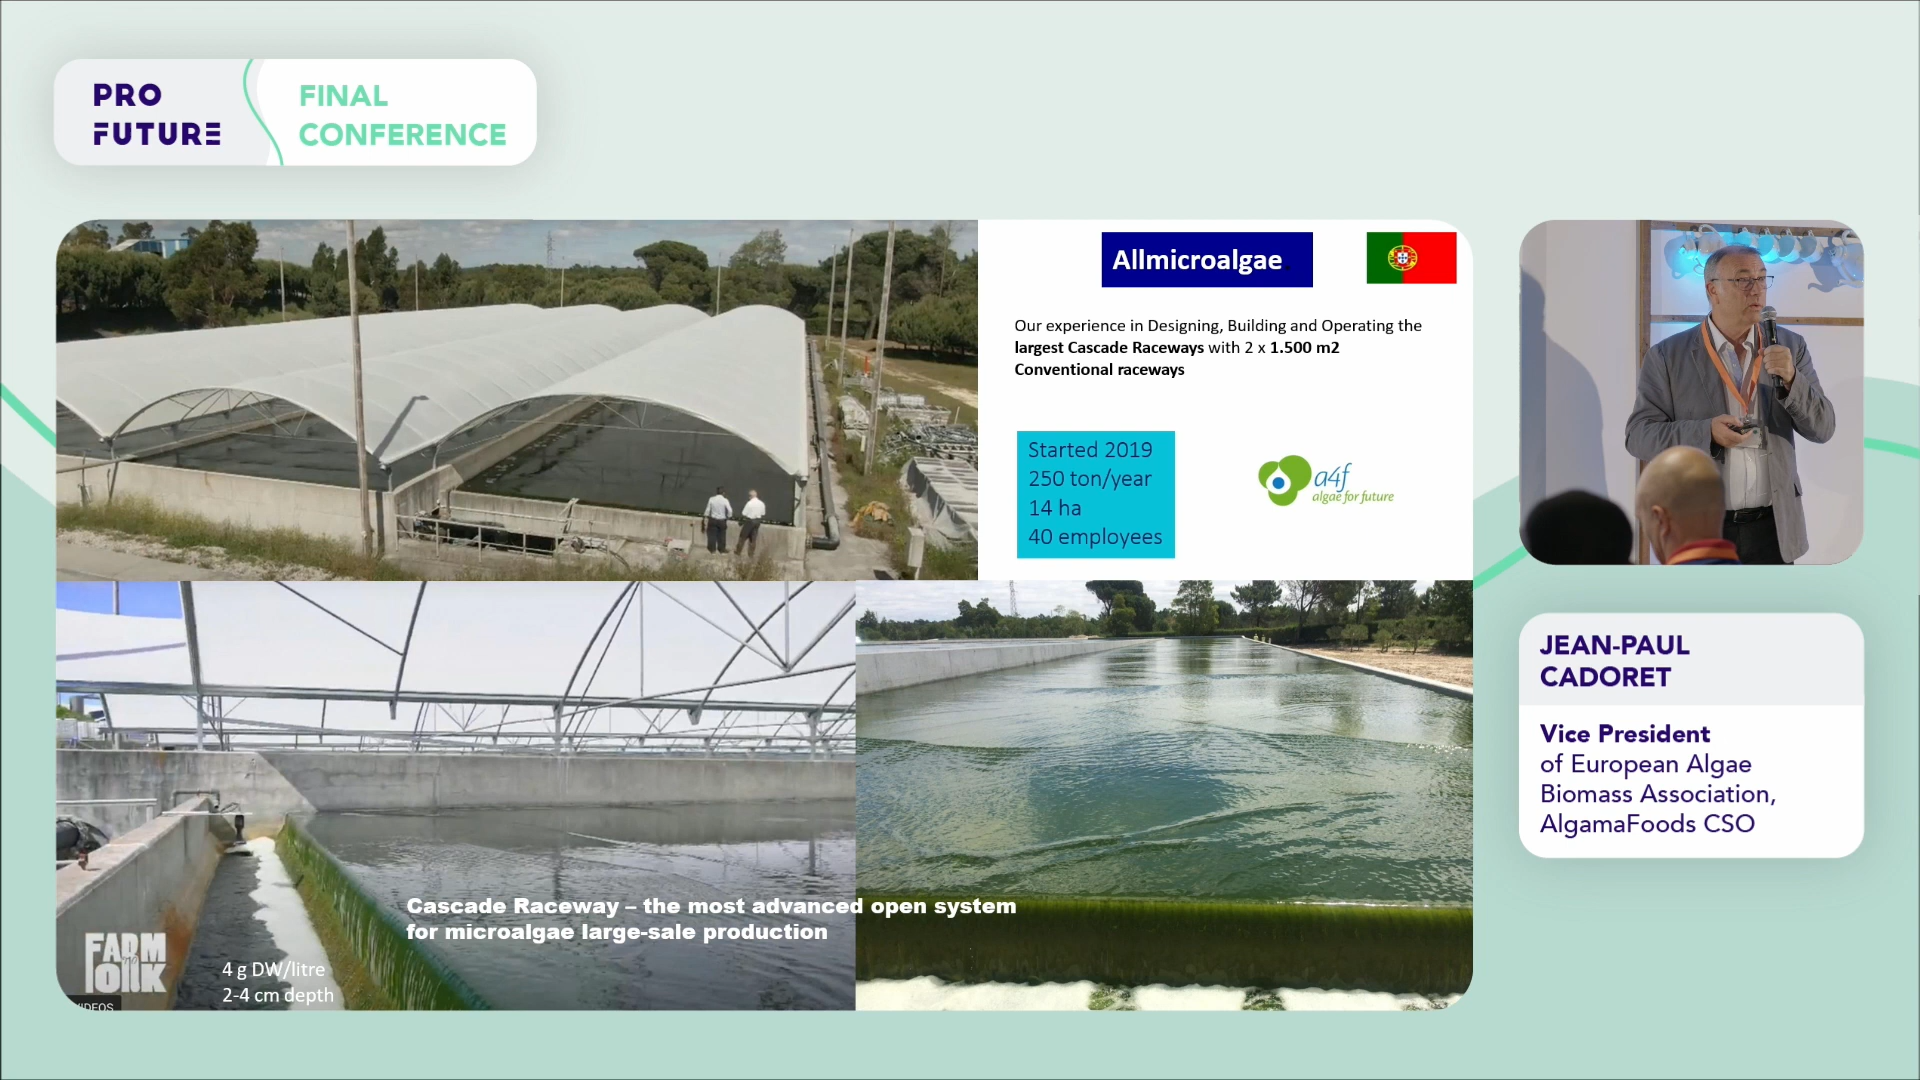 PRO
FUTURE
FINAL
CONFERENCE
Allmicroalgae
Our experience in Designing, Building and Operating the
largest Cascade Raceways with 2 x 1.500 m2
Conventional raceways
Started 2019
250 ton/year
14 ha
40 employees
a4f
algae for future
Cascade Raceway – the most advanced open system
for microalgae large-sale production
4 g DW/litre
2-4 cm depth
FARM
VIDEOS
JEAN-PAUL
CADORET
Vice President
of European Algae
Biomass Association,
AlgamaFoods CSO